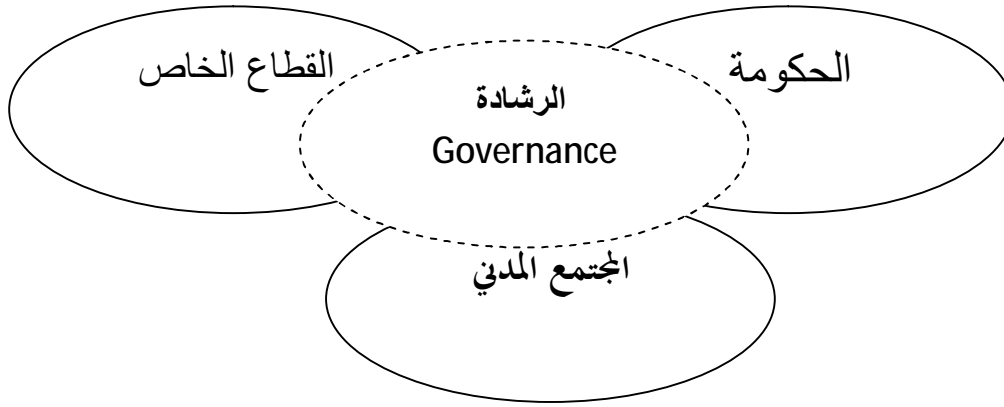 الحكومة
القطاع الخاص
الرشادة
Governance
المجتمع المدني